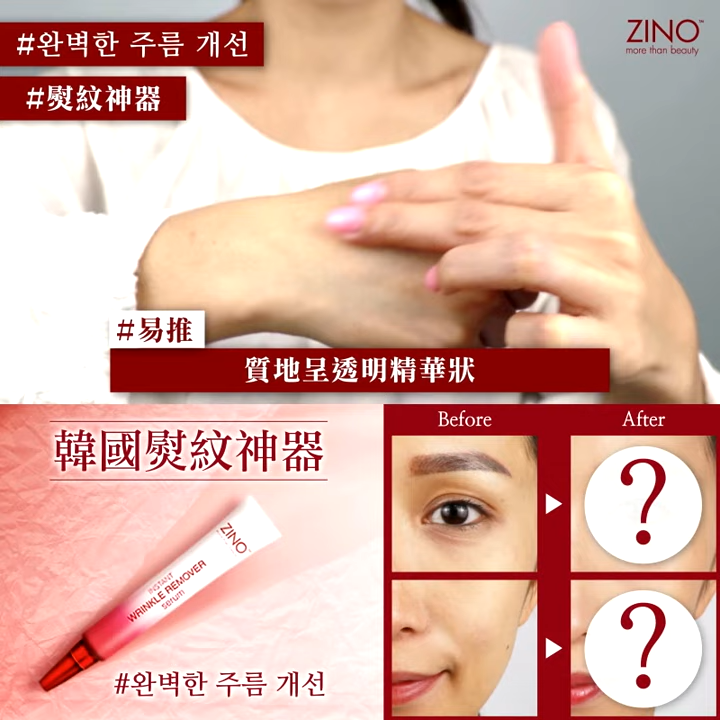 #완벽한 주름 개선
ZINO™
more than beauty
#熨紋神器
#易推
質地呈透明精華狀
韓國熨紋神器
ZINO™
INSTANT
WRINKLE REMOVER
serum
#완벽한 주름 개선
Before
After
?
?